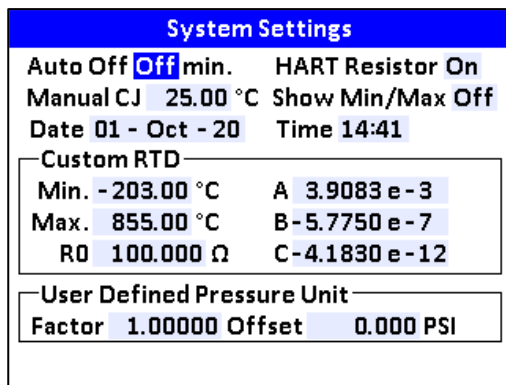 System Settings
Auto Off Off min. HART Resistor On
Manual CJ 25.00 °C Show Min/Max Off
Date 01 - Oct - 20 Time 14:41
Custom RTD
Min. - 203.00 °C A 3.9083 e - 3
Max. 855.00 °C B - 5.7750 e - 7
R0 100.000 Ω C - 4.1830 e - 12
User Defined Pressure Unit
Factor 1.00000 Offset 0.000 PSI